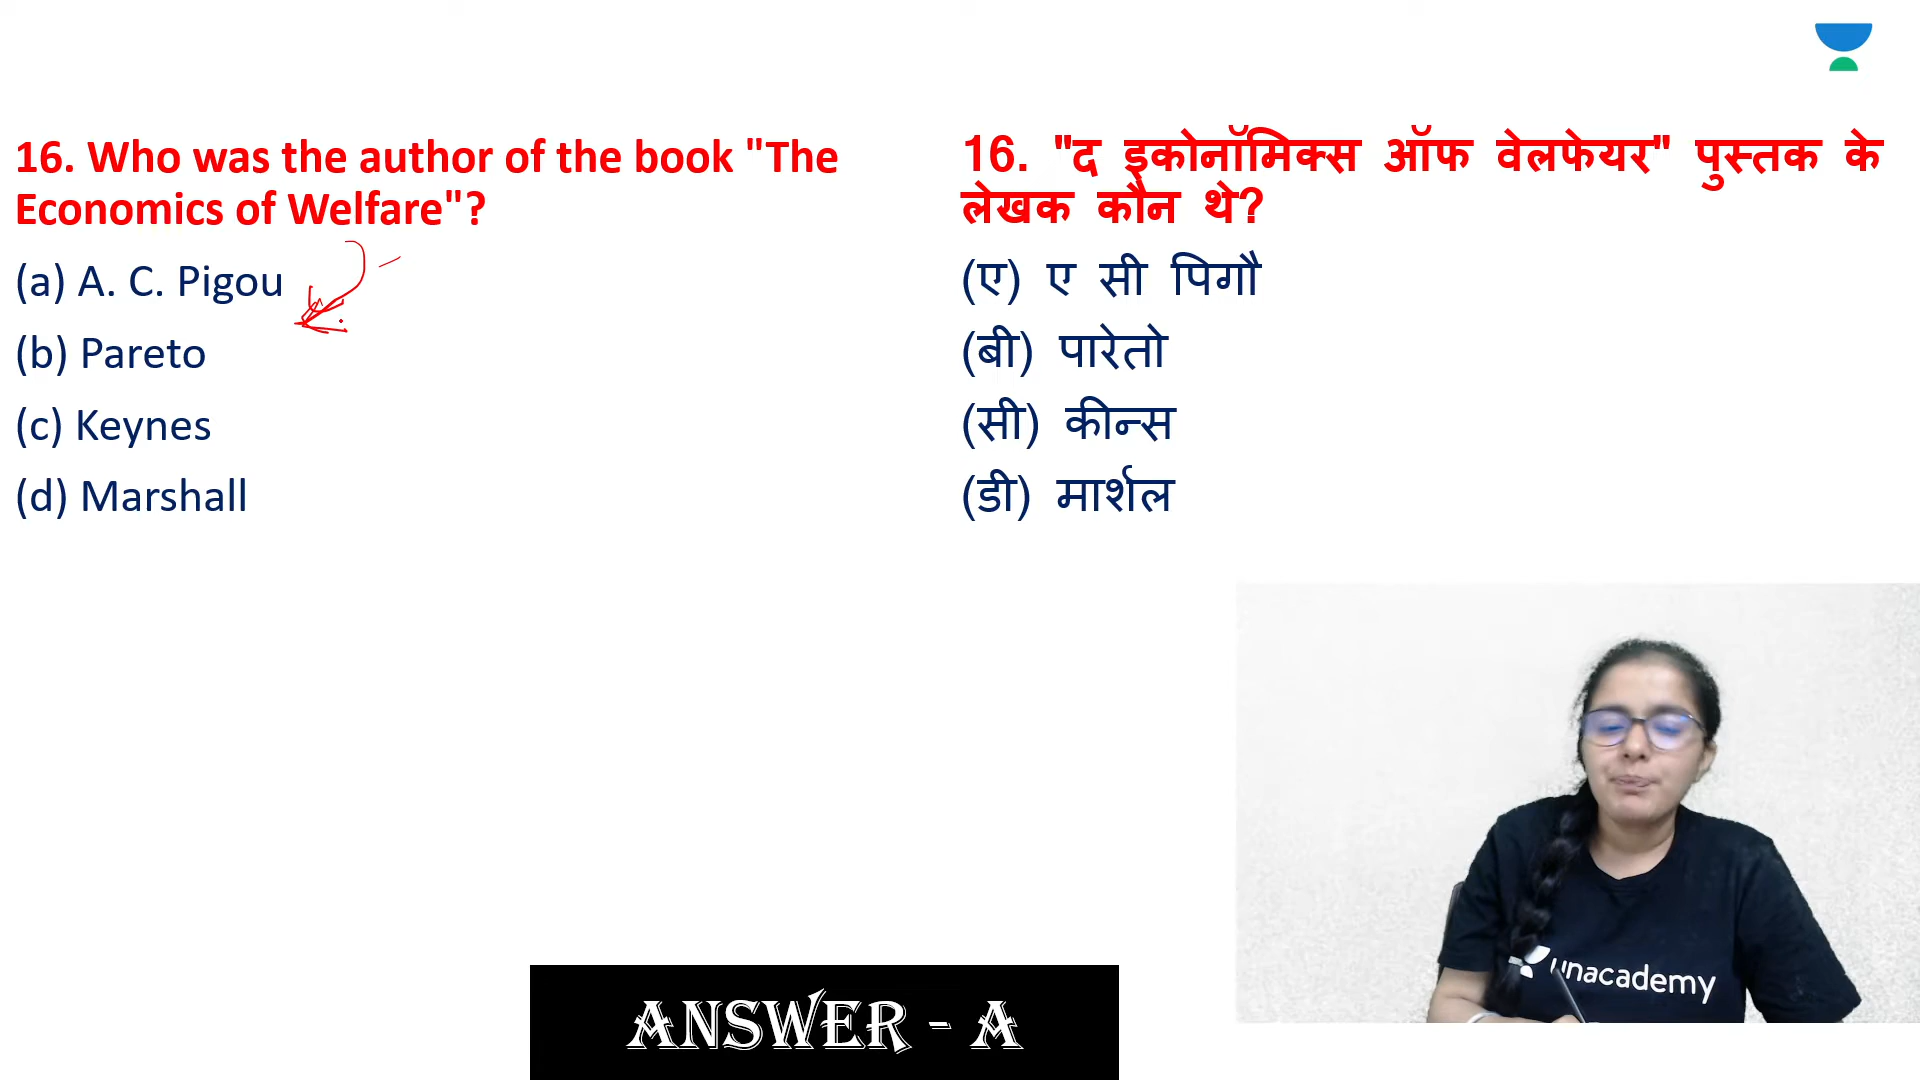 16. Who was the author of the book "The
Economics of Welfare"?
(a) A. C. Pigou
(b) Pareto
(c) Keynes
(d) Marshall
16. "द इकोनॉमिक्स ऑफ वेलफेयर" पुस्तक के
लेखक कौन थे?
(ए) ए सी पिगौ
(बी) पारेतो
(सी) कीन्स
(डी) मार्शल
unacademy
ANSWER - A